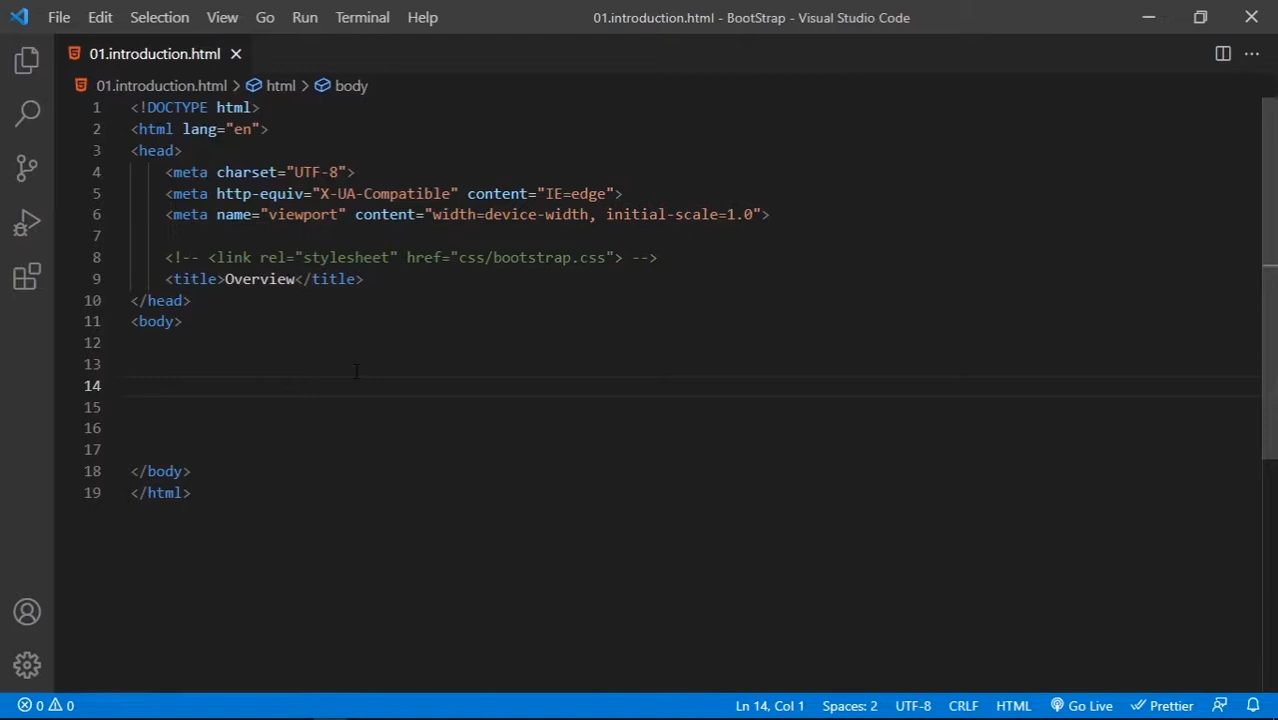 File Edit Selection View Go Run Terminal Help 01.introduction.html - BootStrap - Visual Studio Code
01.introduction.html
01.introduction.html > html > body
1 <!DOCTYPE html>
2 <html lang="en">
3 <head>
4 <meta charset="UTF-8">
5 <meta http-equiv="X-UA-Compatible" content="IE=edge">
6 <meta name="viewport" content="width=device-width, initial-scale=1.0">
7
8 <!-- <link rel="stylesheet" href="css/bootstrap.css"> -->
9 <title>Overview</title>
10 </head>
11 <body>
12
13
14
15
16
17
18 </body>
19 </html>
0 0 Ln 14, Col 1 Spaces: 2 UTF-8 CRLF HTML Go Live Prettier